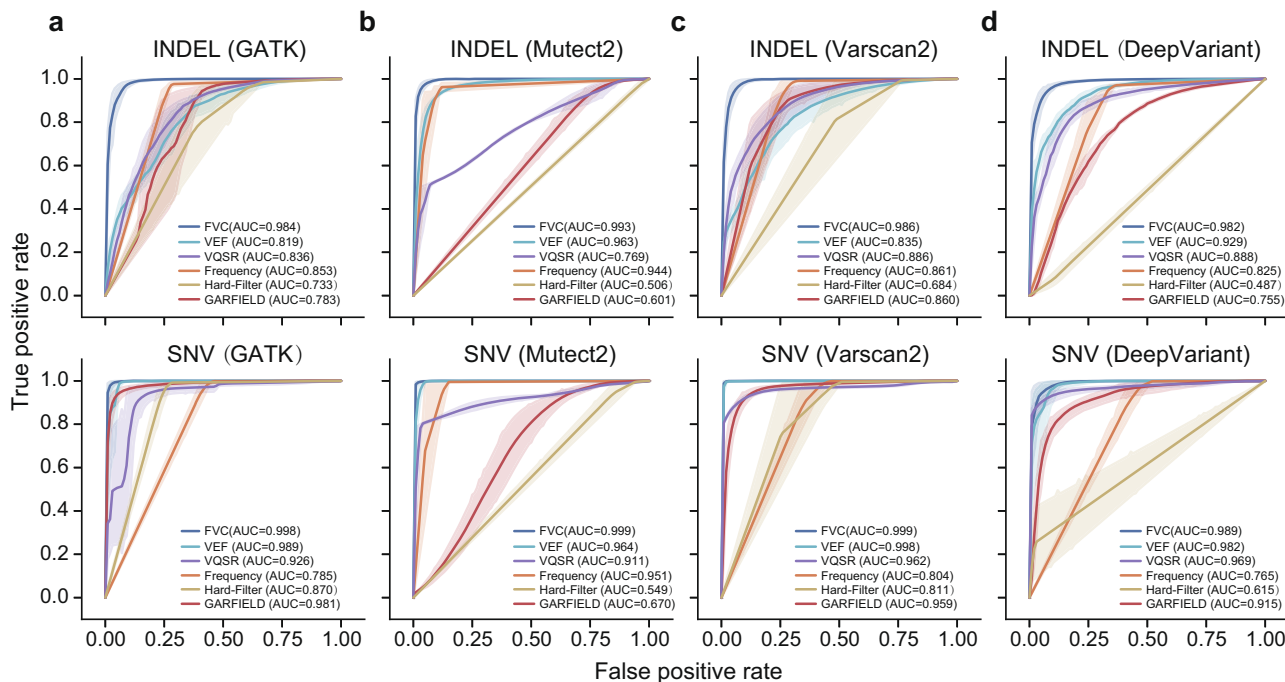 a
INDEL (GATK)
1.0
0.8
0.6
0.4
0.2
0.0
FVC(AUC=0.984)
VEF (AUC=0.819)
VQSR (AUC=0.836)
Frequency (AUC=0.853)
Hard-Filter (AUC=0.733)
GARFIELD (AUC=0.783)
b
INDEL (Mutect2)
FVC(AUC=0.993)
VEF (AUC=0.963)
VQSR (AUC=0.769)
Frequency (AUC=0.944)
Hard-Filter (AUC=0.506)
GARFIELD (AUC=0.601)
c
INDEL (Varscan2)
FVC(AUC=0.986)
VEF (AUC=0.835)
VQSR (AUC=0.886)
Frequency (AUC=0.861)
Hard-Filter (AUC=0.684)
GARFIELD (AUC=0.860)
d
INDEL (DeepVariant)
FVC(AUC=0.982)
VEF (AUC=0.929)
VQSR (AUC=0.888)
Frequency (AUC=0.825)
Hard-Filter (AUC=0.487)
GARFIELD (AUC=0.755)
True positive rate
SNV (GATK)
1.0
0.8
0.6
0.4
0.2
0.0
FVC(AUC=0.998)
VEF (AUC=0.989)
VQSR (AUC=0.926)
Frequency (AUC=0.785)
Hard-Filter (AUC=0.870)
GARFIELD (AUC=0.981)
0.00 0.25 0.50 0.75 1.00
SNV (Mutect2)
FVC(AUC=0.999)
VEF (AUC=0.964)
VQSR (AUC=0.911)
Frequency (AUC=0.951)
Hard-Filter (AUC=0.549)
GARFIELD (AUC=0.670)
0.00 0.25 0.50 0.75 1.00
SNV (Varscan2)
FVC(AUC=0.999)
VEF (AUC=0.998)
VQSR (AUC=0.962)
Frequency (AUC=0.804)
Hard-Filter (AUC=0.811)
GARFIELD (AUC=0.959)
0.00 0.25 0.50 0.75 1.00
SNV (DeepVariant)
FVC(AUC=0.989)
VEF (AUC=0.982)
VQSR (AUC=0.969)
Frequency (AUC=0.765)
Hard-Filter (AUC=0.615)
GARFIELD (AUC=0.915)
0.00 0.25 0.50 0.75 1.00
False positive rate